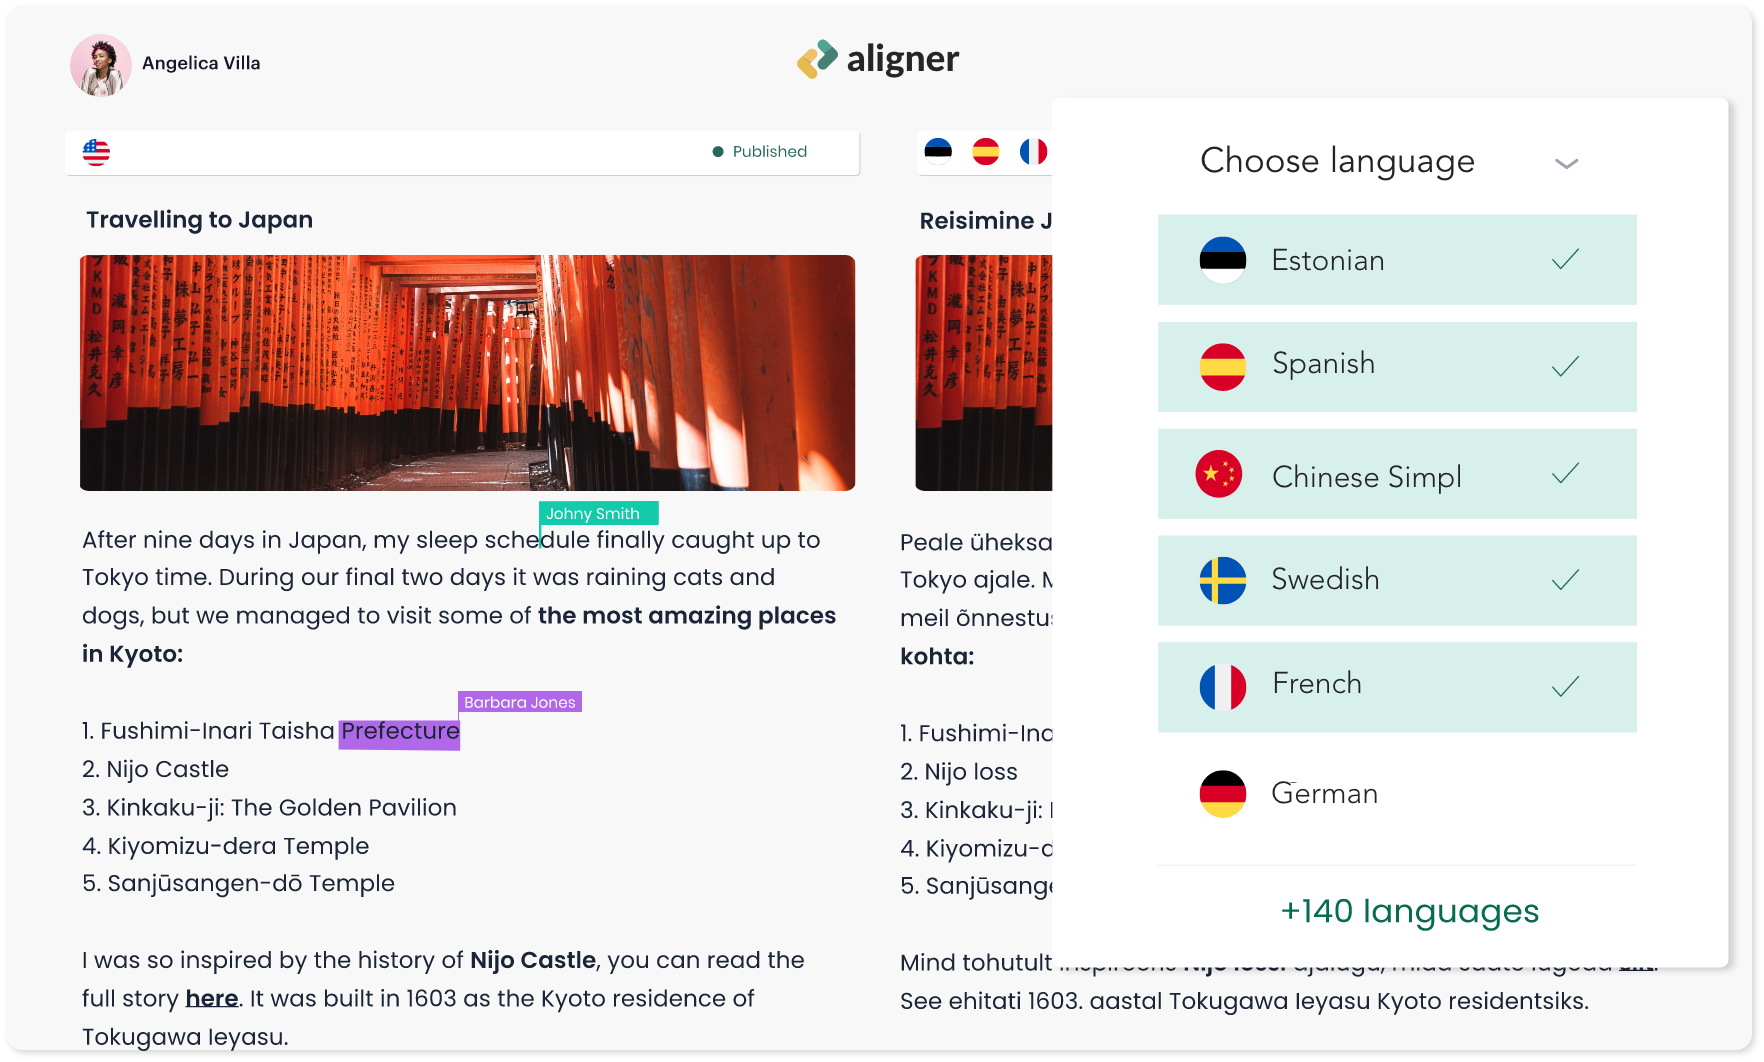 Angelica Villa
aligner
Published
Travelling to Japan
Johny Smith
After nine days in Japan, my sleep schedule finally caught up to
Tokyo time. During our final two days it was raining cats and
dogs, but we managed to visit some of the most amazing places
in Kyoto:
Barbara Jones
1. Fushimi-Inari Taisha Prefecture
2. Nijo Castle
3. Kinkaku-ji: The Golden Pavilion
4. Kiyomizu-dera Temple
5. Sanjūsangen-dō Temple
I was so inspired by the history of Nijo Castle, you can read the
full story here. It was built in 1603 as the Kyoto residence of
Tokugawa Ieyasu.
Reisimine J
Peale üheksa
Tokyo ajale. M
meil õnnestus
kohta:
1. Fushimi-Ina
2. Nijo loss
3. Kinkaku-ji:
4. Kiyomizu-d
5. Sanjūsange
Mind tohutult
See ehitati 1603. aastal Tokugawa Ieyasu Kyoto residentsiks.
Choose language
Estonian
Spanish
Chinese Simpl
Swedish
French
German
+140 languages